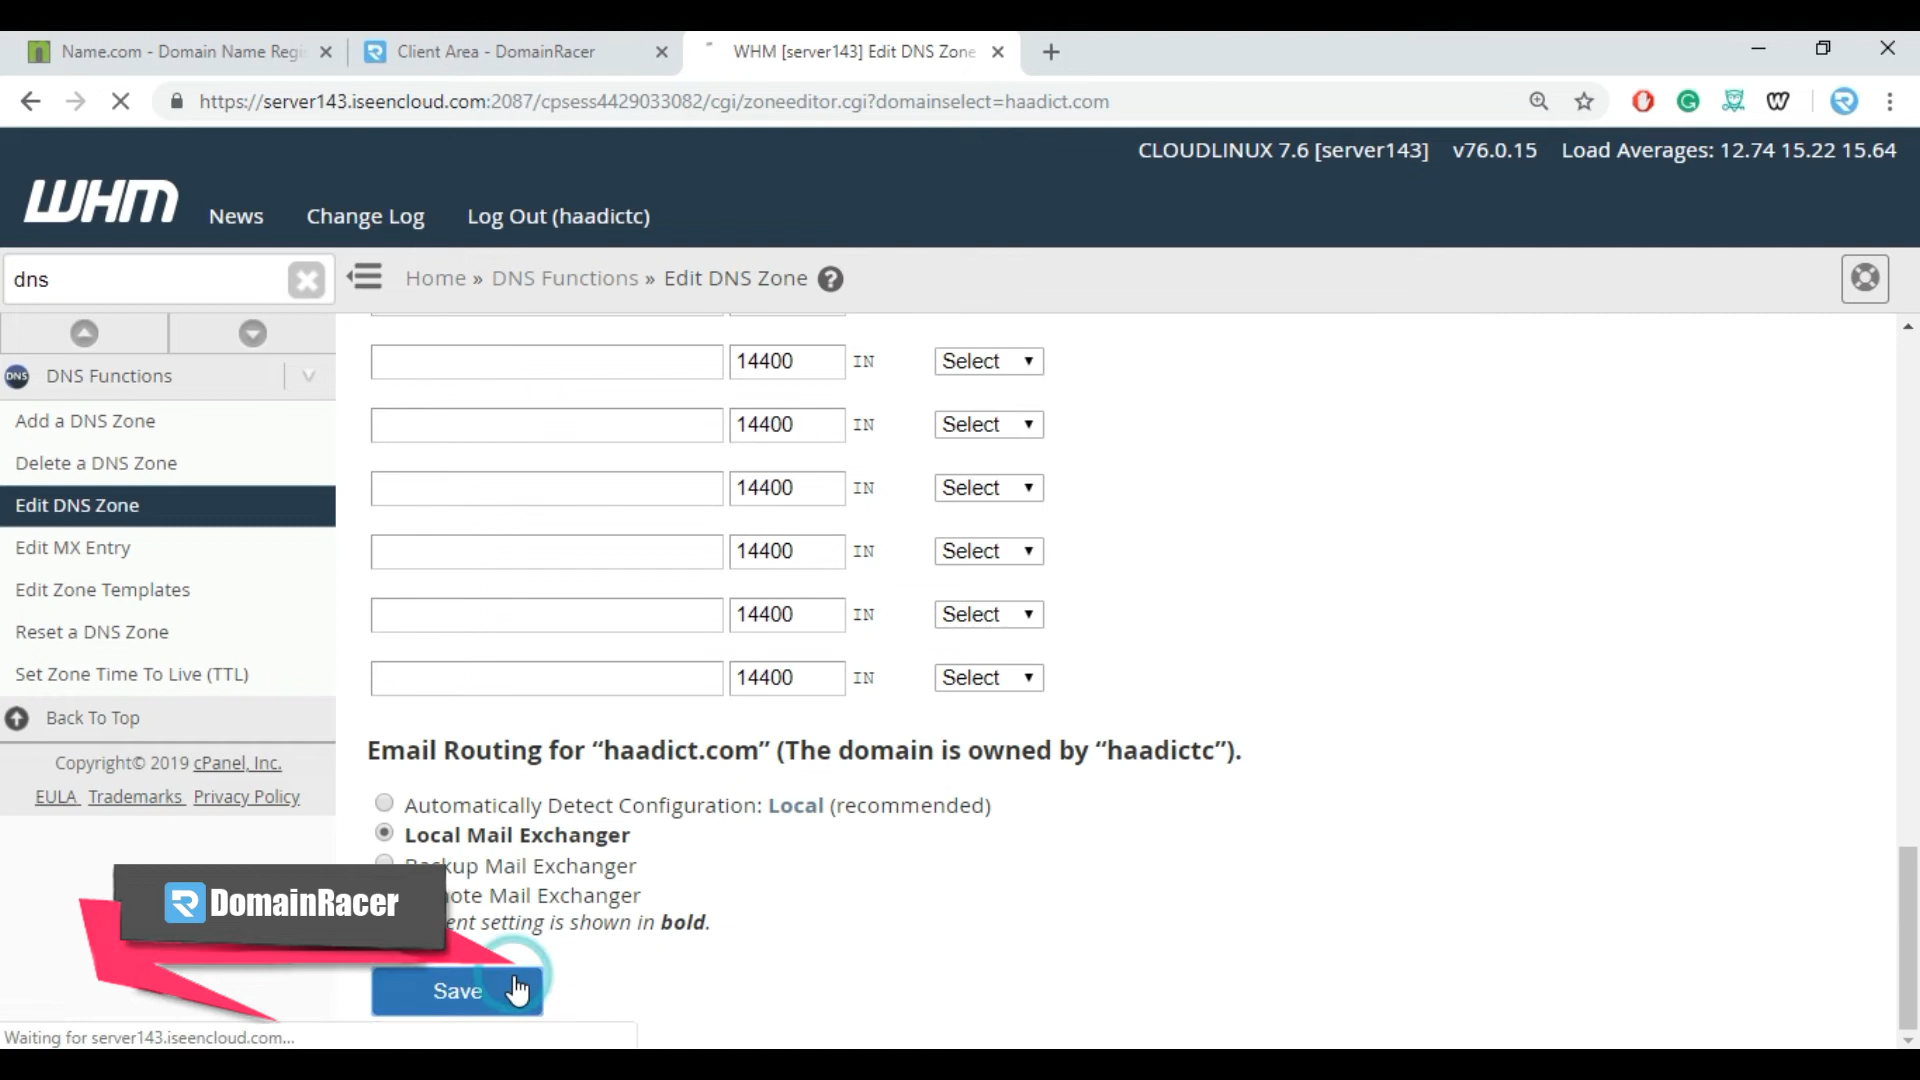 Name.com - Domain Name Regi
Client Area - DomainRacer
WHM [server143] Edit DNS Zone
https://server143.iseencloud.com:2087/cpsess4429033082/cgi/zoneeditor.cgi?domainselect=haadict.com
CLOUDLINUX 7.6 [server143] v76.0.15 Load Averages: 12.74 15.22 15.64
WHM News Change Log Log Out (haadictc)
dns
Home » DNS Functions » Edit DNS Zone
DNS DNS Functions
Add a DNS Zone
Delete a DNS Zone
Edit DNS Zone
Edit MX Entry
Edit Zone Templates
Reset a DNS Zone
Set Zone Time To Live (TTL)
Back To Top
Copyright© 2019 cPanel, Inc.
EULA Trademarks Privacy Policy
14400 IN Select
14400 IN Select
14400 IN Select
14400 IN Select
14400 IN Select
14400 IN Select
Email Routing for “haadict.com” (The domain is owned by “haadictc”).
Automatically Detect Configuration: Local (recommended)
Local Mail Exchanger
Backup Mail Exchanger
ote Mail Exchanger
ent setting is shown in bold.
DomainRacer
Save
Waiting for server143.iseencloud.com...